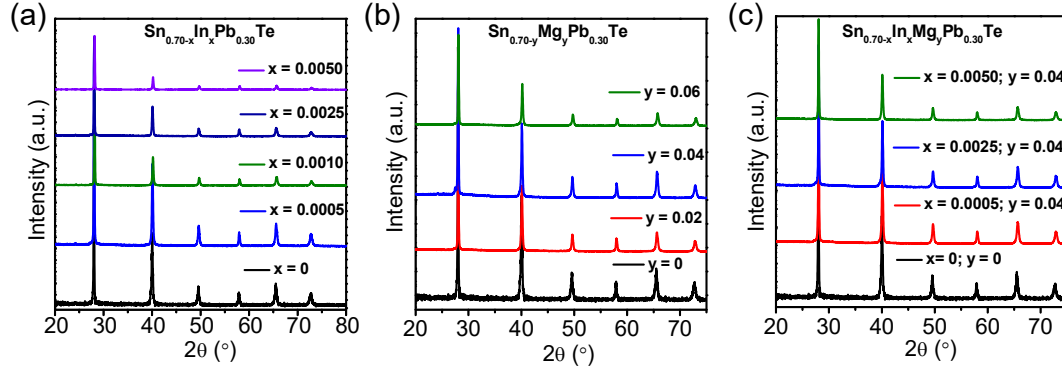 (a)
Sn0.70-xInxPb0.30Te
x = 0.0050
x = 0.0025
x = 0.0010
x = 0.0005
x = 0
Intensity (a.u.)
20 30 40 50 60 70 80
2θ (°)
(b)
Sn0.70-yMgyPb0.30Te
y = 0.06
y = 0.04
y = 0.02
y = 0
Intensity (a.u.)
20 30 40 50 60 70
2θ (°)
(c)
Sn0.70-xInxMgyPb0.30Te
x = 0.0050; y = 0.04
x = 0.0025; y = 0.04
x = 0.0005; y = 0.04
x= 0; y = 0
Intensity (a.u.)
20 30 40 50 60 70
2θ (°)